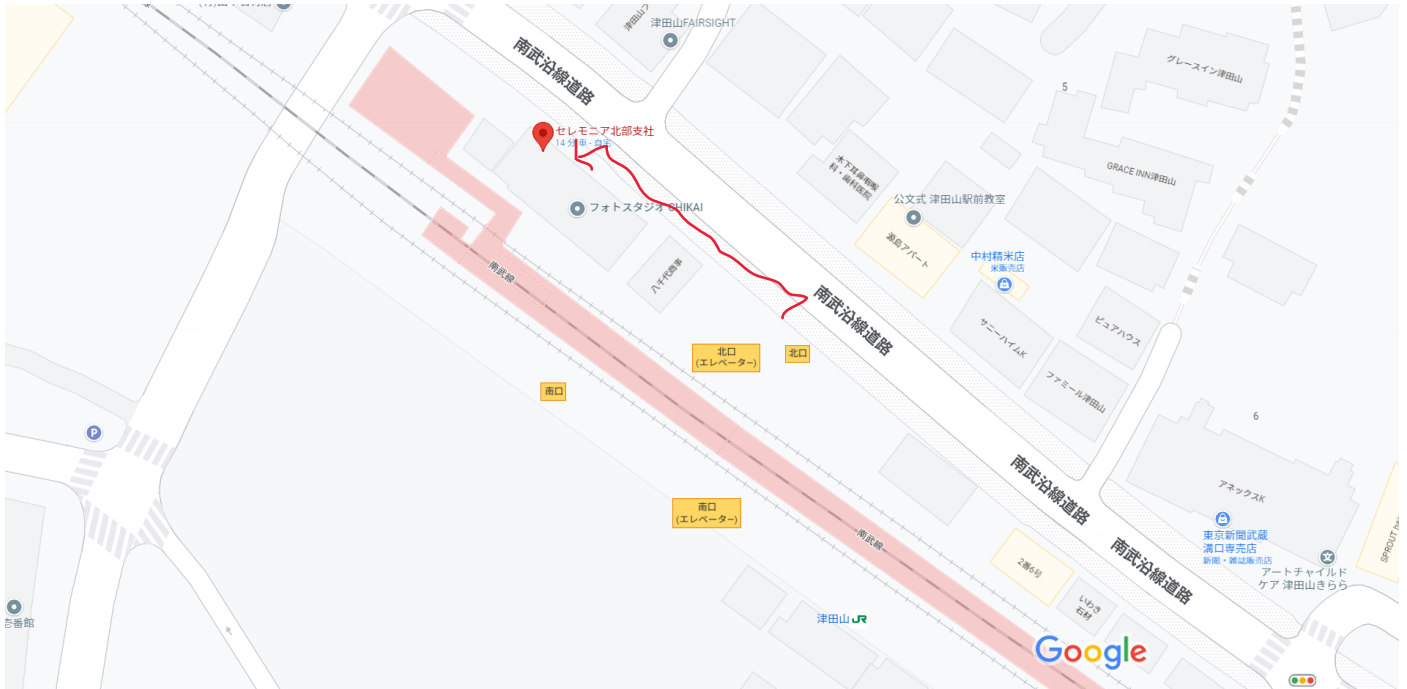 津田山FAIRSIGHT
南武沿線道路
グレースイン津田山
5
セレモニア北部支社
14 分 車 - 自宅
木下耳鼻咽喉
科・歯科医院
GRACE INN津田山
公文式 津田山駅前教室
フォトスタジオ CHIKAI
源島アパート
中村精米店
米販売店
南武線
八千代商事
南武沿線道路
サニーハイムK
ピュアハウス
北口
(エレベーター)
北口
南口
ファミール津田山
6
P
南武沿線道路
アネックスK
南口
(エレベーター)
南武線
東京新聞武蔵
溝口専売店
新聞・雑誌販売店
SPROUT
南武沿線道路
2番6号
アートチャイルド
ケア 津田山きらら
いわき
石材
壱番館
津田山 JR
Google